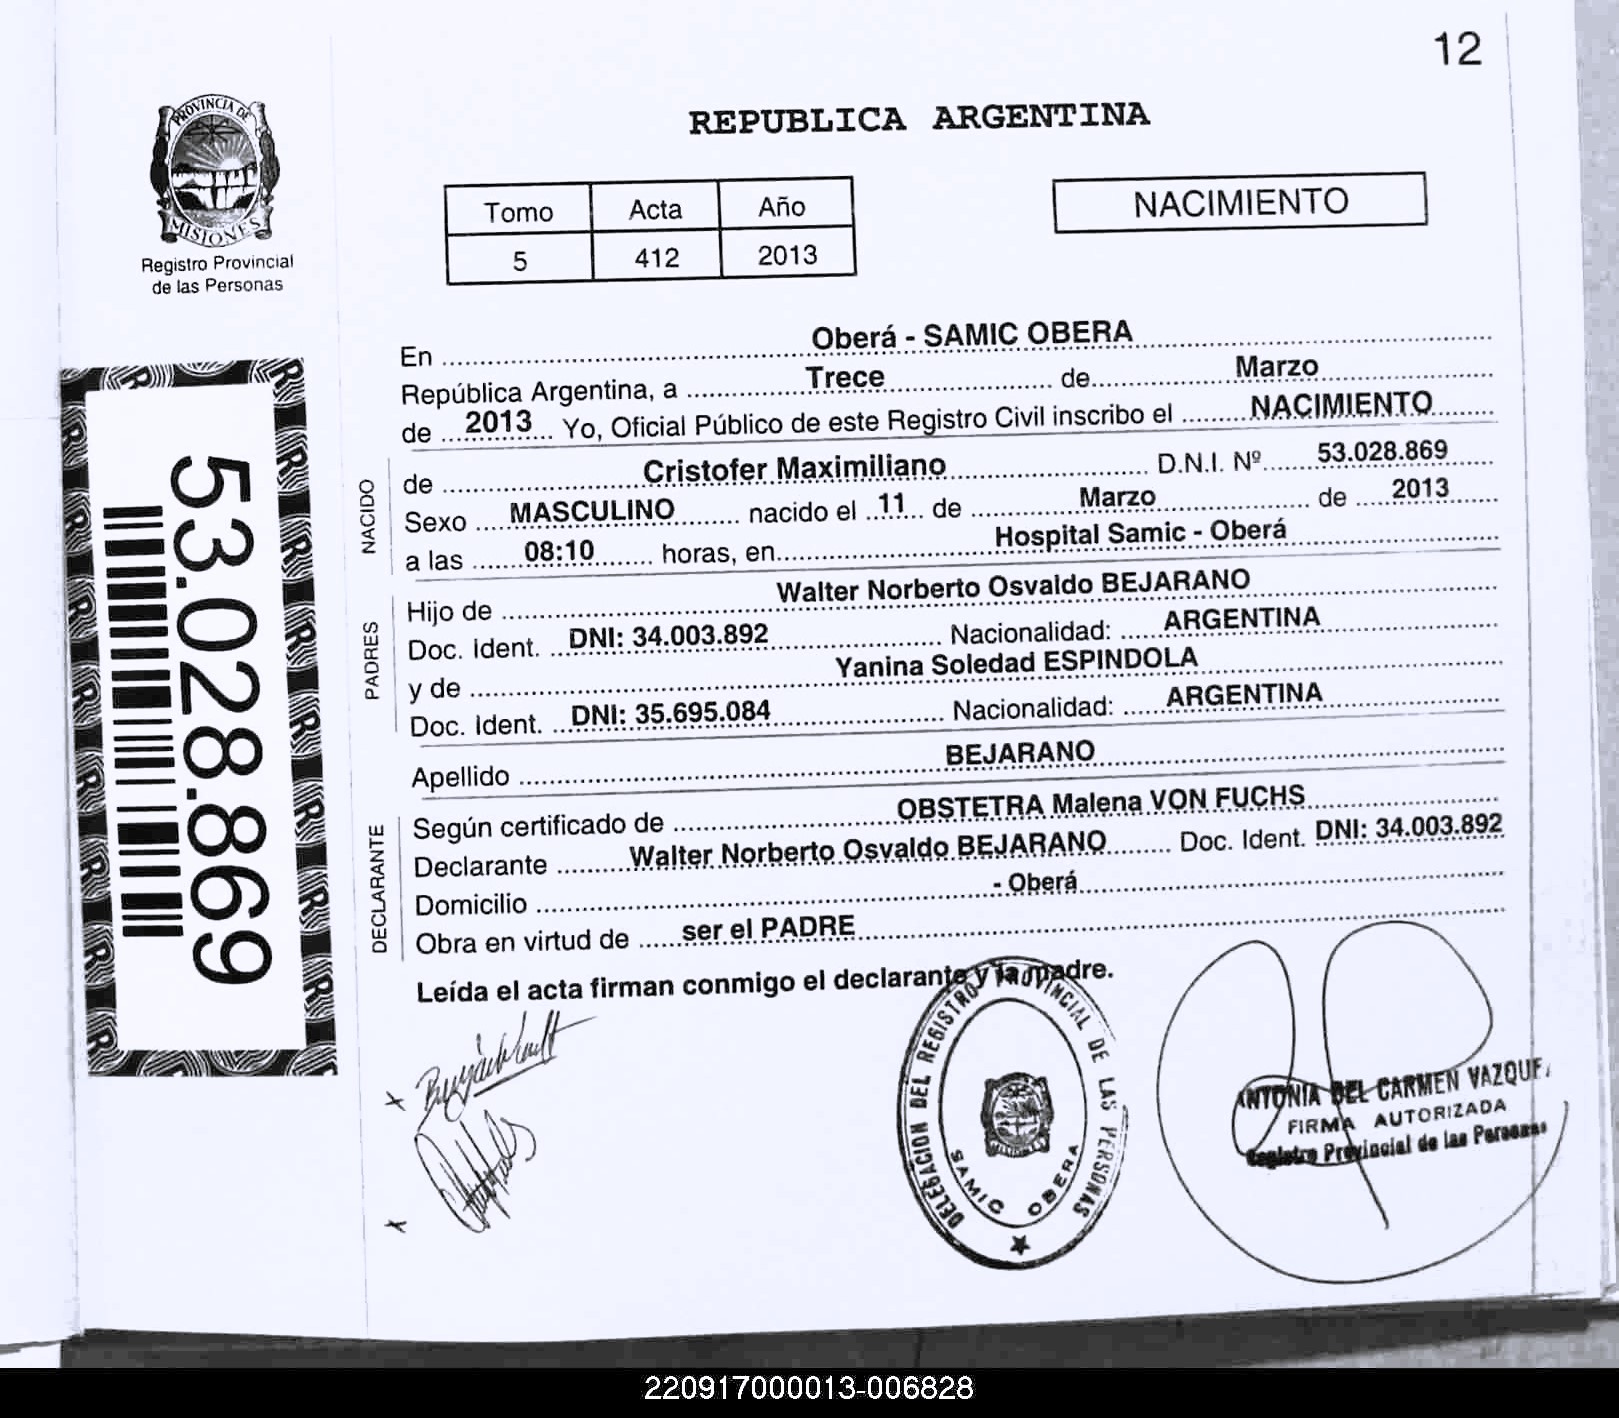 12
PROVINCIA DE
MISIONES
Registro Provincial
de las Personas
REPUBLICA ARGENTINA
Tomo Acta Año
5 412 2013
NACIMIENTO
53.028.869
En Oberá - SAMIC OBERA
República Argentina, a Trece de Marzo
de 2013 Yo, Oficial Público de este Registro Civil inscribo el NACIMIENTO
NACIDO
de Cristofer Maximiliano D.N.I. Nº 53.028.869
Sexo MASCULINO nacido el 11 de Marzo de 2013
a las 08:10 horas, en Hospital Samic - Oberá
PADRES
Hijo de Walter Norberto Osvaldo BEJARANO
Doc. Ident. DNI: 34.003.892 Nacionalidad: ARGENTINA
y de Yanina Soledad ESPINDOLA
Doc. Ident. DNI: 35.695.084 Nacionalidad: ARGENTINA
Apellido BEJARANO
DECLARANTE
Según certificado de OBSTETRA Malena VON FUCHS
Declarante Walter Norberto Osvaldo BEJARANO Doc. Ident. DNI: 34.003.892
Domicilio - Oberá
Obra en virtud de ser el PADRE
Leída el acta firman conmigo el declarante y la madre.
DELEGACION DEL REGISTRO PROVINCIAL DE LAS PERSONAS
SAMIC OBERA
DEL CARMEN
FIRMA AUTORIZADA
Registro Provincial de las Personas
220917000013-006828